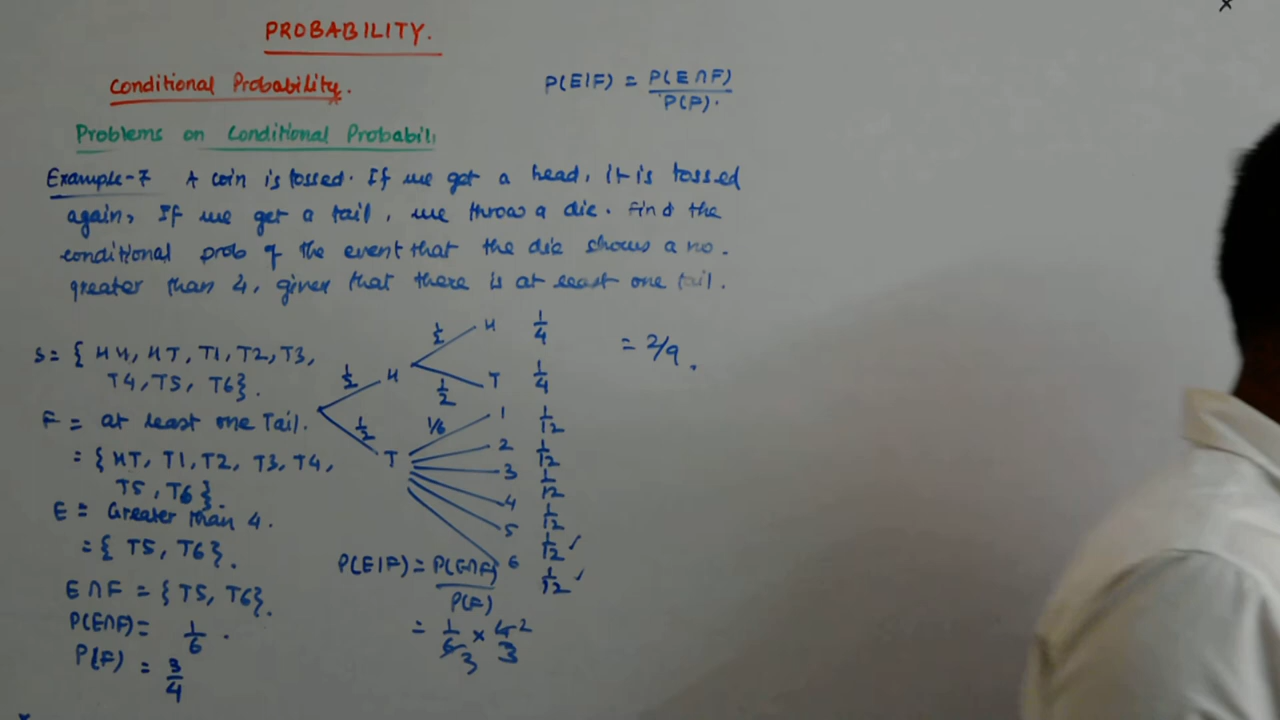 PROBABILITY.
Conditional Probability.
P(E|F) = P(E∩F)
P(F).
Problems on Conditional Probabili
Example-7 A coin is tossed. If we get a head, it is tossed
again, If we get a tail, we throw a die. Find the
conditional prob of the event that the die shows a no.
greater than 4, given that there is at least one tail.
S = { HH, HT, T1, T2, T3,
T4, T5, T6}.
F = at least one Tail.
= { HT, T1, T2, T3, T4,
T5, T6}
E = Greater than 4.
= { T5, T6}.
E∩F = { T5, T6}.
P(E∩F) = 1/6.
P(F) = 3/4
1/2 H 1/2 H 1/4
1/2 T 1/4
1/2 T 1/6 1 1/12
2 1/12
3 1/12
4 1/12
5 1/12 ✓
6 1/12 ✓
P(E|F) = P(E∩F)
P(F)
= 1/6 × 4/3
3 2
= 2/9.